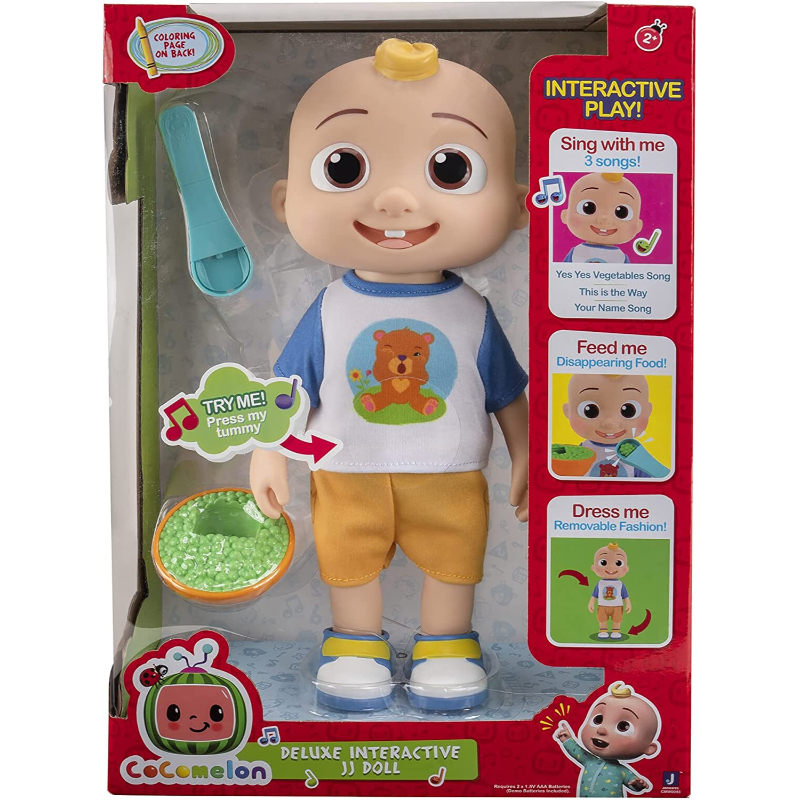 COLORING
PAGE
ON BACK!
2+
INTERACTIVE
PLAY!
Sing with me
3 songs!
Yes Yes Vegetables Song
This is the Way
Your Name Song
Feed me
Disappearing Food!
TRY ME!
Press my
tummy
Dress me
Removable Fashion!
CoComelon
DELUXE INTERACTIVE
JJ DOLL
Requires 2 x 1.5V AAA Batteries
(Demo Batteries Included).